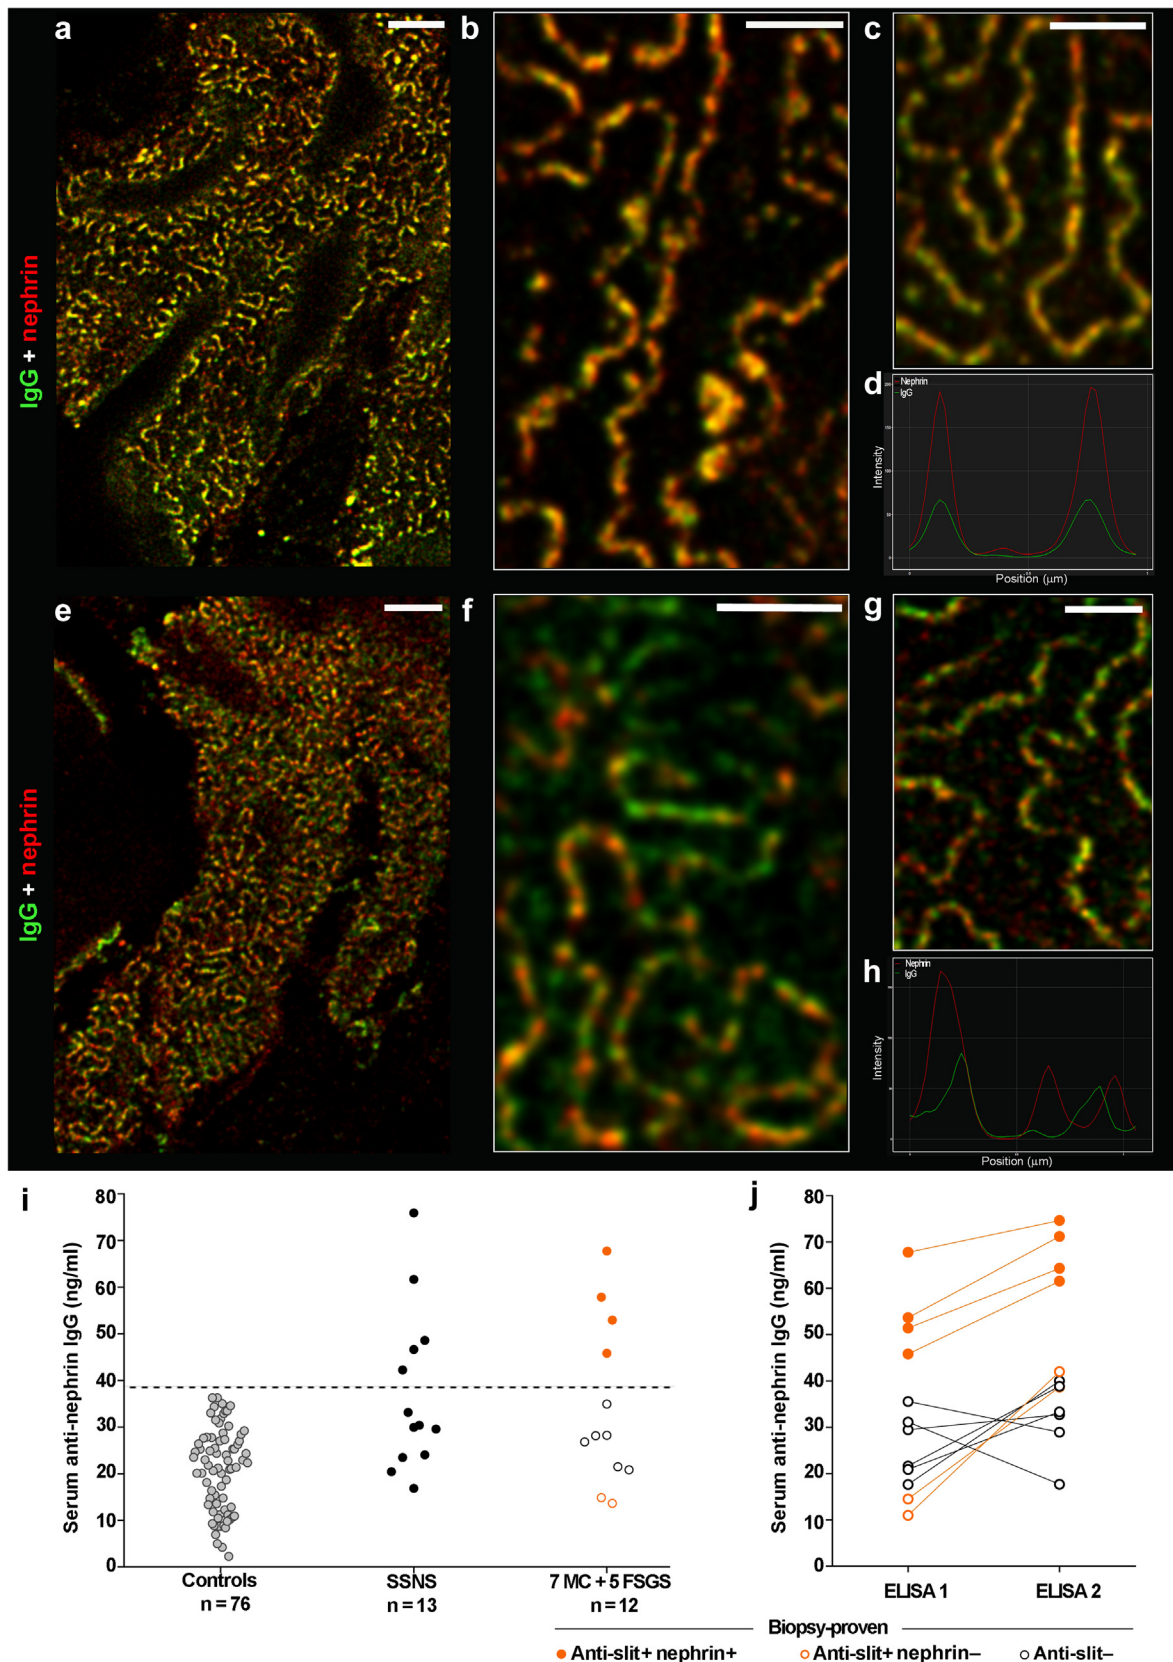 a
b
c
IgG + nephrin
d
Nephrin
IgG
Intensity
Position (μm)
e
f
g
IgG + nephrin
h
Nephrin
IgG
Intensity
Position (μm)
i
Serum anti-nephrin IgG (ng/ml)
80
70
60
50
40
30
20
10
0
Controls
n = 76
SSNS
n = 13
7 MC + 5 FSGS
n = 12
j
Serum anti-nephrin IgG (ng/ml)
80
70
60
50
40
30
20
10
0
ELISA 1
ELISA 2
Biopsy-proven
Anti-slit+ nephrin+
Anti-slit+ nephrin–
Anti-slit–